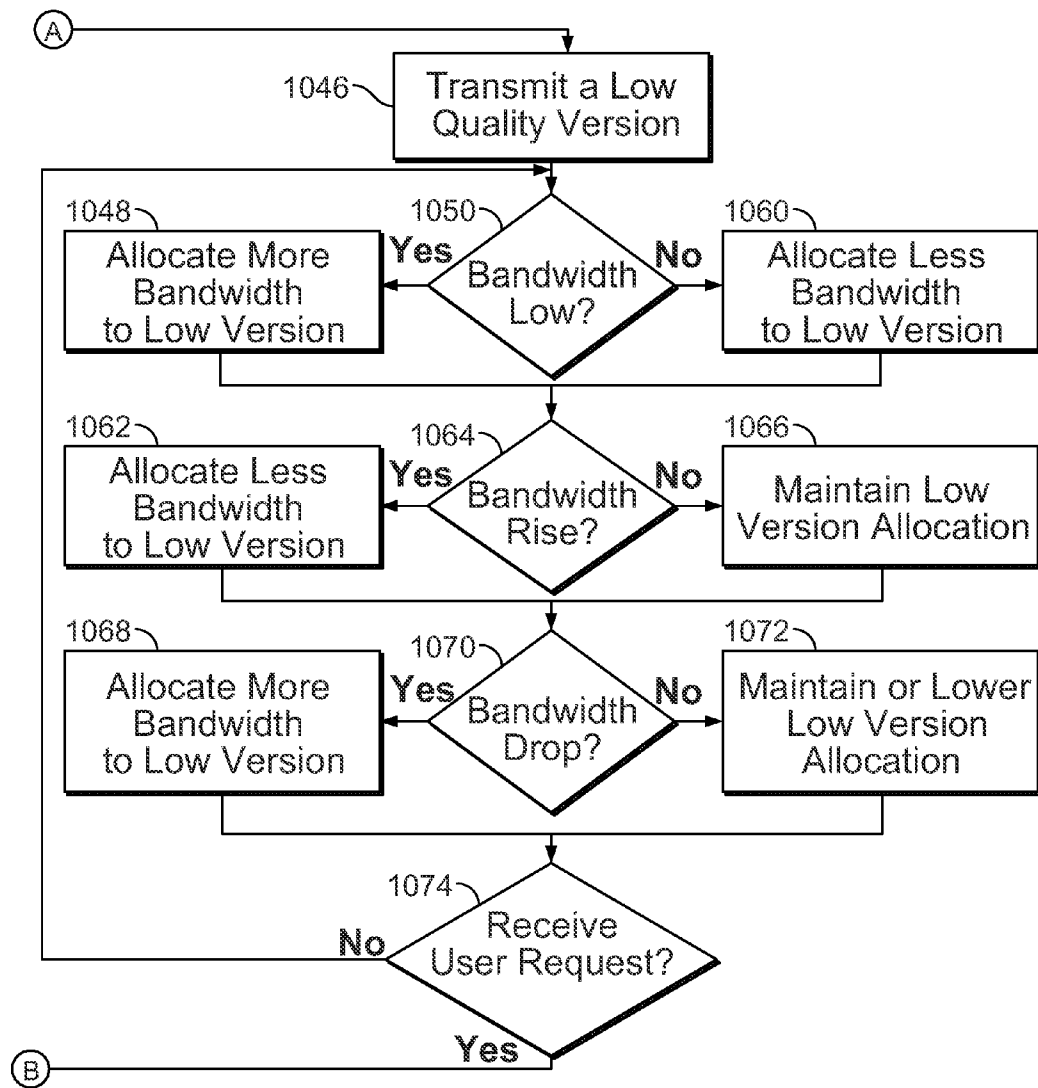 A
1046
Transmit a Low
Quality Version
1048
Allocate More
Bandwidth
to Low Version
1050
Yes
Bandwidth
Low?
No
1060
Allocate Less
Bandwidth
to Low Version
1062
Allocate Less
Bandwidth
to Low Version
1064
Yes
Bandwidth
Rise?
No
1066
Maintain Low
Version Allocation
1068
Allocate More
Bandwidth
to Low Version
1070
Yes
Bandwidth
Drop?
No
1072
Maintain or Lower
Low Version
Allocation
1074
No
Receive
User Request?
Yes
B